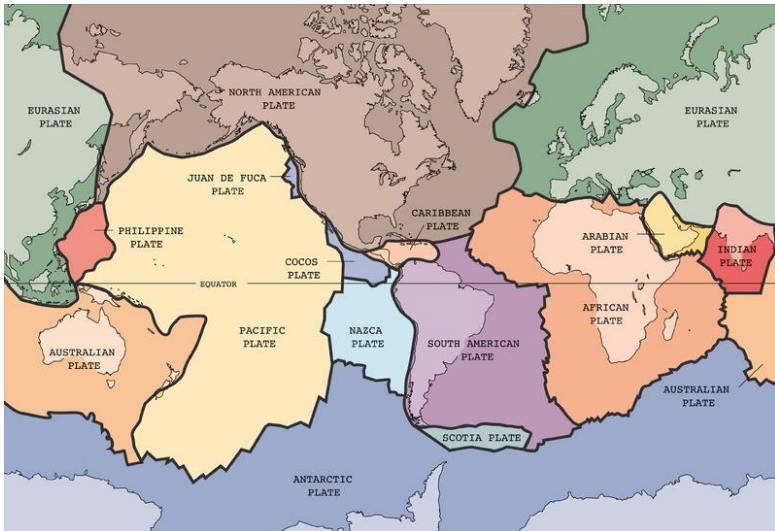 NORTH AMERICAN
PLATE
EURASIAN
PLATE
EURASIAN
PLATE
JUAN DE FUCA
PLATE
CARIBBEAN
PLATE
PHILIPPINE
PLATE
ARABIAN
PLATE
INDIAN
PLATE
COCOS
PLATE
EQUATOR
AFRICAN
PLATE
PACIFIC
PLATE
NAZCA
PLATE
SOUTH AMERICAN
PLATE
AUSTRALIAN
PLATE
AUSTRALIAN
PLATE
SCOTIA PLATE
ANTARCTIC
PLATE